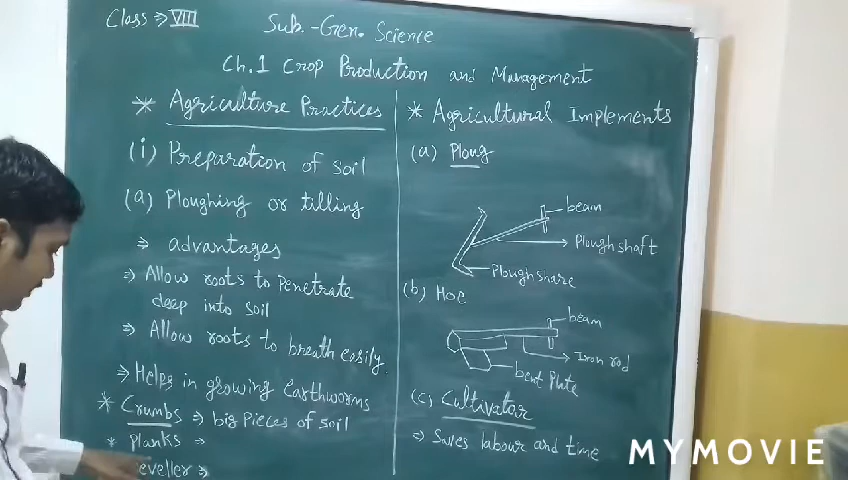 Class ⇒ VIII
Sub.-Gen. Science
Ch.1 Crop Production and Management
* Agriculture Practices
(i) Preparation of soil
(a) Ploughing or tilling
⇒ advantages
⇒ Allow roots to Penetrate
deep into soil
⇒ Allow roots to breath easily.
⇒ Helps in growing Earthworms
* Crumbs ⇒ big Pieces of soil
* Planks ⇒
eveller ⇒
* Agricultural Implements
(a) Ploug
beam
Plough shaft
Plough share
(b) Hoe
beam
Iron rod
bent Plate
(c) Cultivatar
⇒ Saves labour and time
MYMOVIE